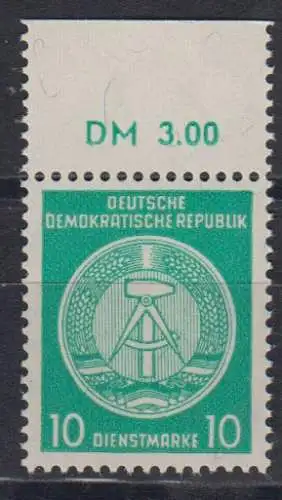 DM 3.00
DEUTSCHE
DEMOKRATISCHE REPUBLIK
10 DIENSTMARKE 10